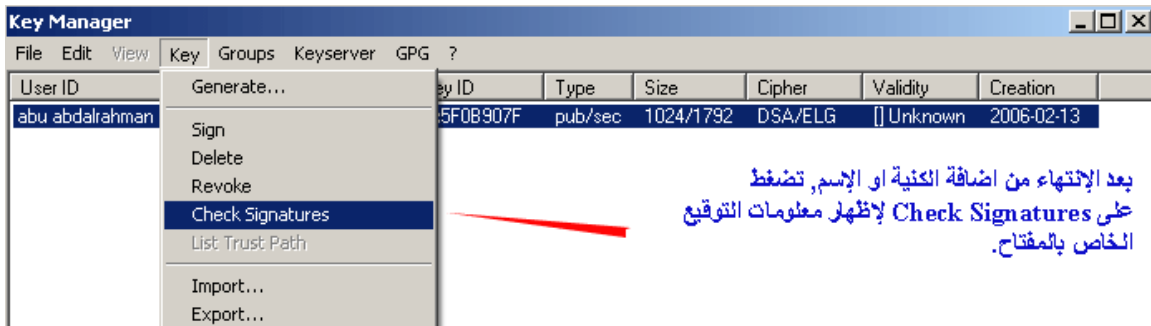 Key Manager
File Edit View Key Groups Keyserver GPG ?
User ID ey ID Type Size Cipher Validity Creation
abu abdalrahman 5F0B907F pub/sec 1024/1792 DSA/ELG [] Unknown 2006-02-13
Generate...
Sign
Delete
Revoke
Check Signatures
List Trust Path
Import...
Export...
بعد الإنتهاء من اضافة الكنية او الإسم, تضغط
على Check Signatures لإظهار معلومات التوقيع
الخاص بالمفتاح.